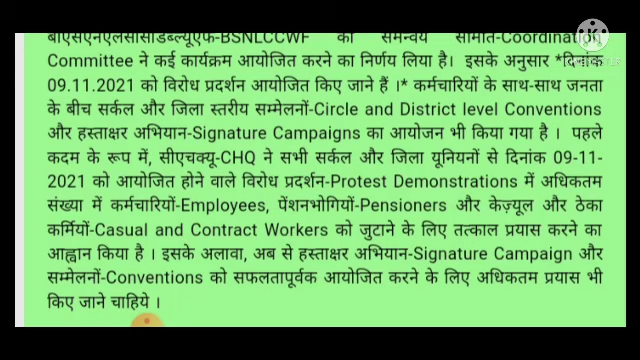 बीएसएनएलसीसीडब्ल्यूएफ-BSNLCCWF की समन्वय समिति-Coordination
Committee ने कई कार्यक्रम आयोजित करने का निर्णय लिया है। इसके अनुसार *दिनांक
09.11.2021 को विरोध प्रदर्शन आयोजित किए जाने हैं ।* कर्मचारियों के साथ-साथ जनता
के बीच सर्कल और जिला स्तरीय सम्मेलनों-Circle and District level Conventions
और हस्ताक्षर अभियान-Signature Campaigns का आयोजन भी किया गया है । पहले
कदम के रूप में, सीएचक्यू-CHQ ने सभी सर्कल और जिला यूनियनों से दिनांक 09-11-
2021 को आयोजित होने वाले विरोध प्रदर्शन-Protest Demonstrations में अधिकतम
संख्या में कर्मचारियों-Employees, पेंशनभोगियों-Pensioners और केज़्यूल और ठेका
कर्मियों-Casual and Contract Workers को जुटाने के लिए तत्काल प्रयास करने का
आह्वान किया है । इसके अलावा, अब से हस्ताक्षर अभियान-Signature Campaign और
सम्मेलनों-Conventions को सफलतापूर्वक आयोजित करने के लिए अधिकतम प्रयास भी
किए जाने चाहिये ।